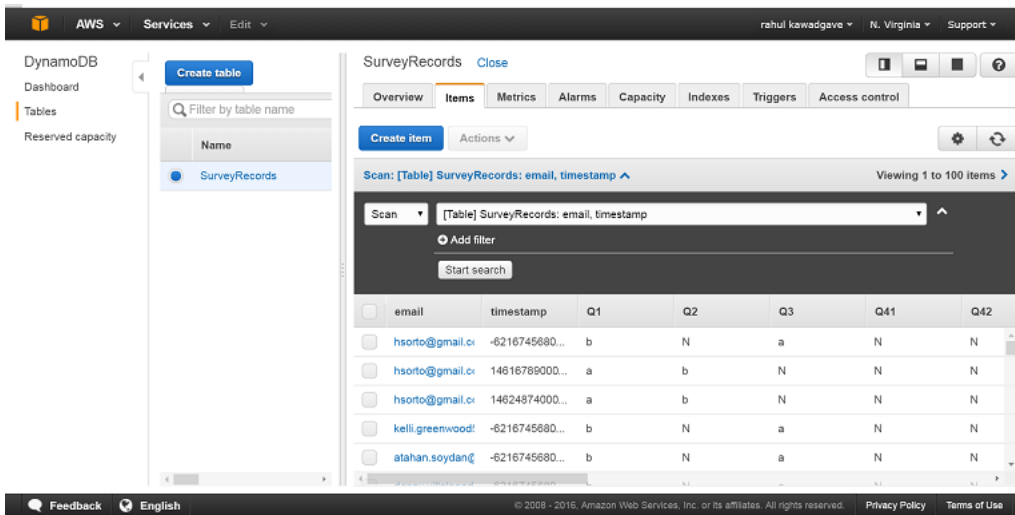 AWS Services Edit rahul kawadgave N. Virginia Support
DynamoDB
Dashboard
Tables
Reserved capacity
Create table
Filter by table name
Name
SurveyRecords
SurveyRecords Close
Overview Items Metrics Alarms Capacity Indexes Triggers Access control
Create item Actions
Scan: [Table] SurveyRecords: email, timestamp Viewing 1 to 100 items
Scan [Table] SurveyRecords: email, timestamp
Add filter
Start search
email timestamp Q1 Q2 Q3 Q41 Q42
hsorto@gmail.c -6216745680... b N a N N
hsorto@gmail.c 14616789000... a b N N N
hsorto@gmail.c 14624874000... a b N N N
kelli.greenwood -6216745680... b N a N N
atahan.soydan@ -6216745680... b N a N N
Feedback English © 2008 - 2016, Amazon Web Services, Inc. or its affiliates. All rights reserved. Privacy Policy Terms of Use